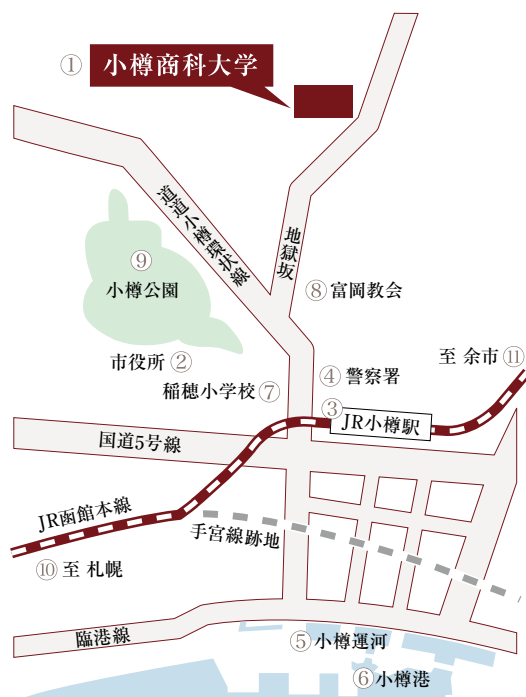 ① 小樽商科大学
道道小樽環状線
地獄坂
⑨
小樽公園
⑧ 富岡教会
市役所 ②
至 余市 ⑪
④ 警察署
稲穂小学校 ⑦
③
JR小樽駅
国道5号線
JR函館本線
手宮線跡地
⑩ 至 札幌
臨港線
⑤ 小樽運河
⑥ 小樽港